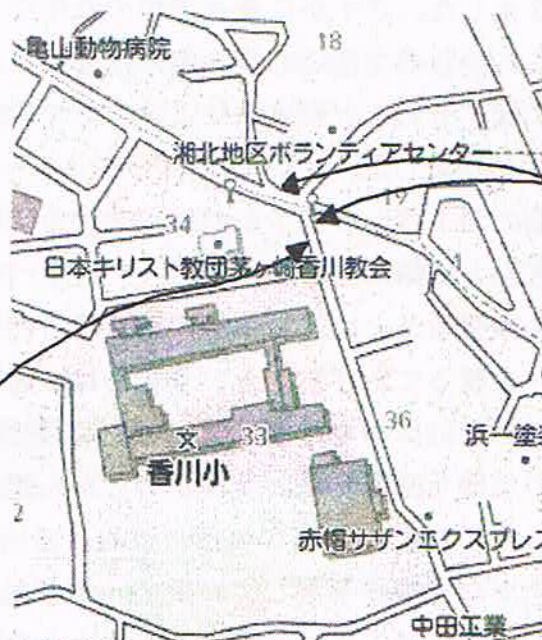 18
亀山動物病院
湘北地区ボランティアセンター
19
34
日本キリスト教団茅ヶ崎香川教会
1
36
33
文
香川小
浜一塗装
2
赤帽サザンエクスプレス
中田工業